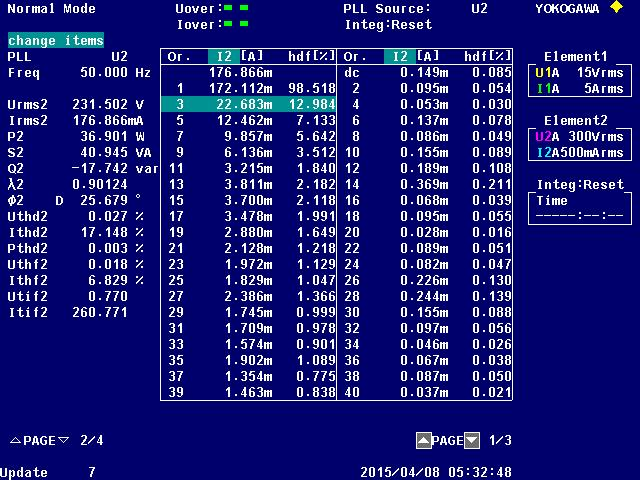 Normal Mode Uover: PLL Source: U2 YOKOGAWA
Iover: Integ:Reset
change items
PLL U2
Freq 50.000 Hz
Urms2 231.502 V
Irms2 176.866mA
P2 36.901 W
S2 40.945 VA
Q2 -17.742 var
λ2 0.90124
Φ2 D 25.679 °
Uthd2 0.027 %
Ithd2 17.148 %
Pthd2 0.003 %
Uthf2 0.018 %
Ithf2 6.829 %
Utif2 0.770
Itif2 260.771
Or. I2 [A] hdf[%] Or. I2 [A] hdf[%]
176.866m dc 0.149m 0.085
1 172.112m 98.518 2 0.095m 0.054
3 22.683m 12.984 4 0.053m 0.030
5 12.462m 7.133 6 0.137m 0.078
7 9.857m 5.642 8 0.086m 0.049
9 6.136m 3.512 10 0.155m 0.089
11 3.215m 1.840 12 0.189m 0.108
13 3.811m 2.182 14 0.369m 0.211
15 3.700m 2.118 16 0.068m 0.039
17 3.478m 1.991 18 0.095m 0.055
19 2.880m 1.649 20 0.028m 0.016
21 2.128m 1.218 22 0.089m 0.051
23 1.972m 1.129 24 0.082m 0.047
25 1.829m 1.047 26 0.226m 0.130
27 2.386m 1.366 28 0.244m 0.139
29 1.745m 0.999 30 0.155m 0.088
31 1.709m 0.978 32 0.097m 0.056
33 1.574m 0.901 34 0.046m 0.026
35 1.902m 1.089 36 0.067m 0.038
37 1.354m 0.775 38 0.087m 0.050
39 1.463m 0.838 40 0.037m 0.021
Element1
U1A 15Vrms
I1A 5Arms
Element2
U2A 300Vrms
I2A500mArms
Integ:Reset
Time
-----:--:--
△PAGE▽ 2/4 △PAGE▽ 1/3
Update 7 2015/04/08 05:32:48